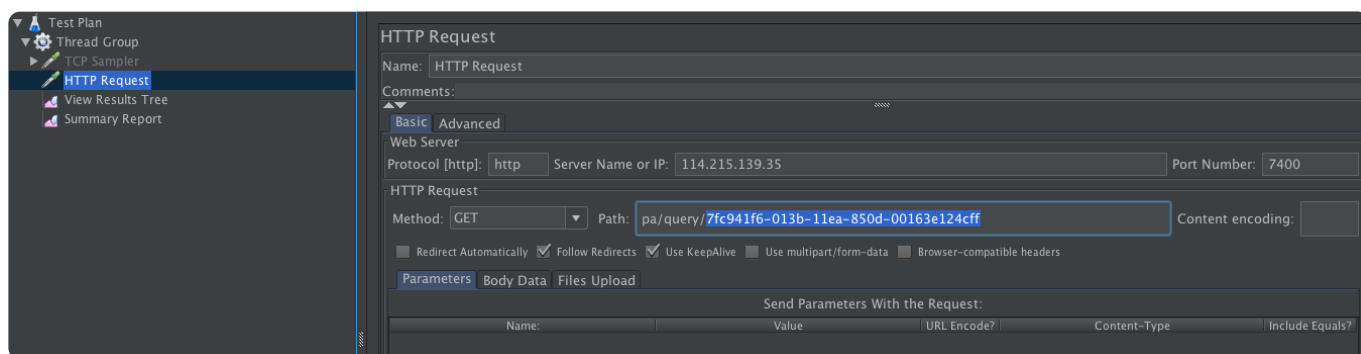 Test Plan
Thread Group
TCP Sampler
HTTP Request
View Results Tree
Summary Report
HTTP Request
Name: HTTP Request
Comments:
Basic Advanced
Web Server
Protocol [http]: http Server Name or IP: 114.215.139.35 Port Number: 7400
HTTP Request
Method: GET Path: pa/query/7fc941f6-013b-11ea-850d-00163e124cff Content encoding:
Redirect Automatically Follow Redirects Use KeepAlive Use multipart/form-data Browser-compatible headers
Parameters Body Data Files Upload
Send Parameters With the Request:
Name: Value URL Encode? Content-Type Include Equals?